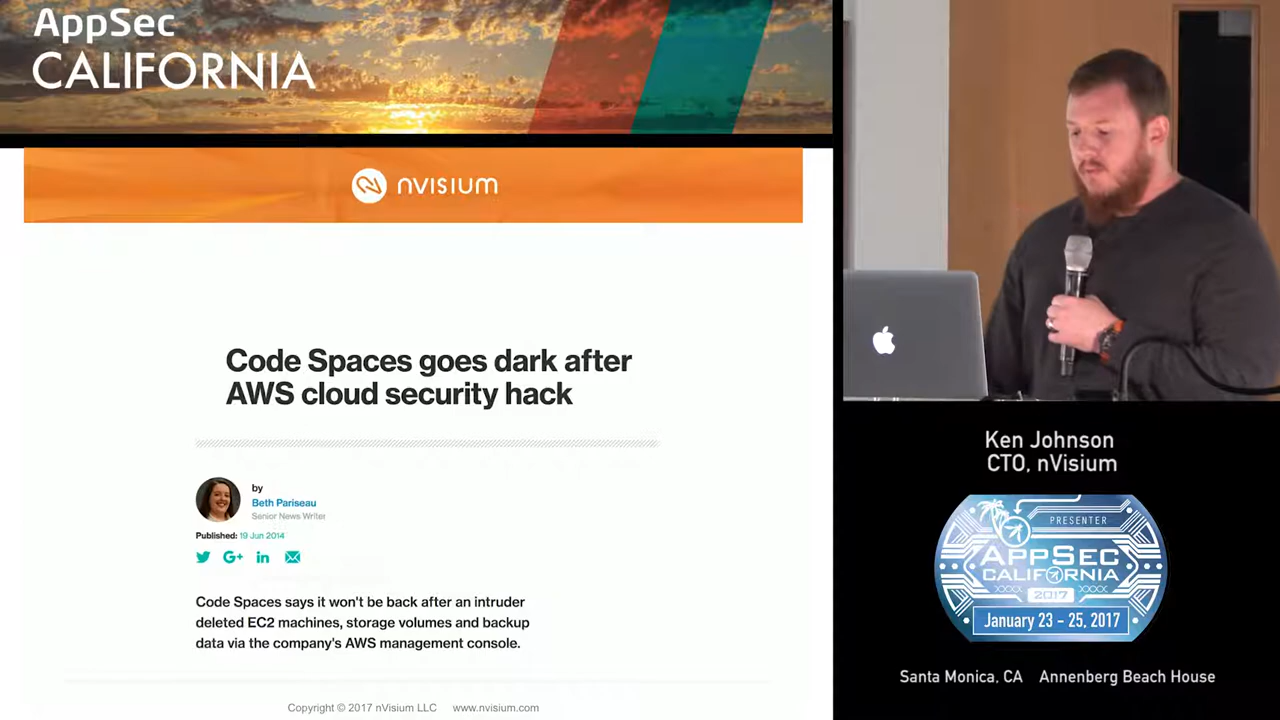 AppSec
CALIFORNIA
nvisium
Code Spaces goes dark after
AWS cloud security hack
by
Beth Pariseau
Senior News Writer
Published: 19 Jun 2014
G+ in
Code Spaces says it won't be back after an intruder
deleted EC2 machines, storage volumes and backup
data via the company's AWS management console.
Copyright © 2017 nVisium LLC www.nvisium.com
Ken Johnson
CTO, nVisium
PRESENTER
APPSEC
CALIFORNIA
XXXX XXXX
2017
January 23 - 25, 2017
Santa Monica, CA Annenberg Beach House